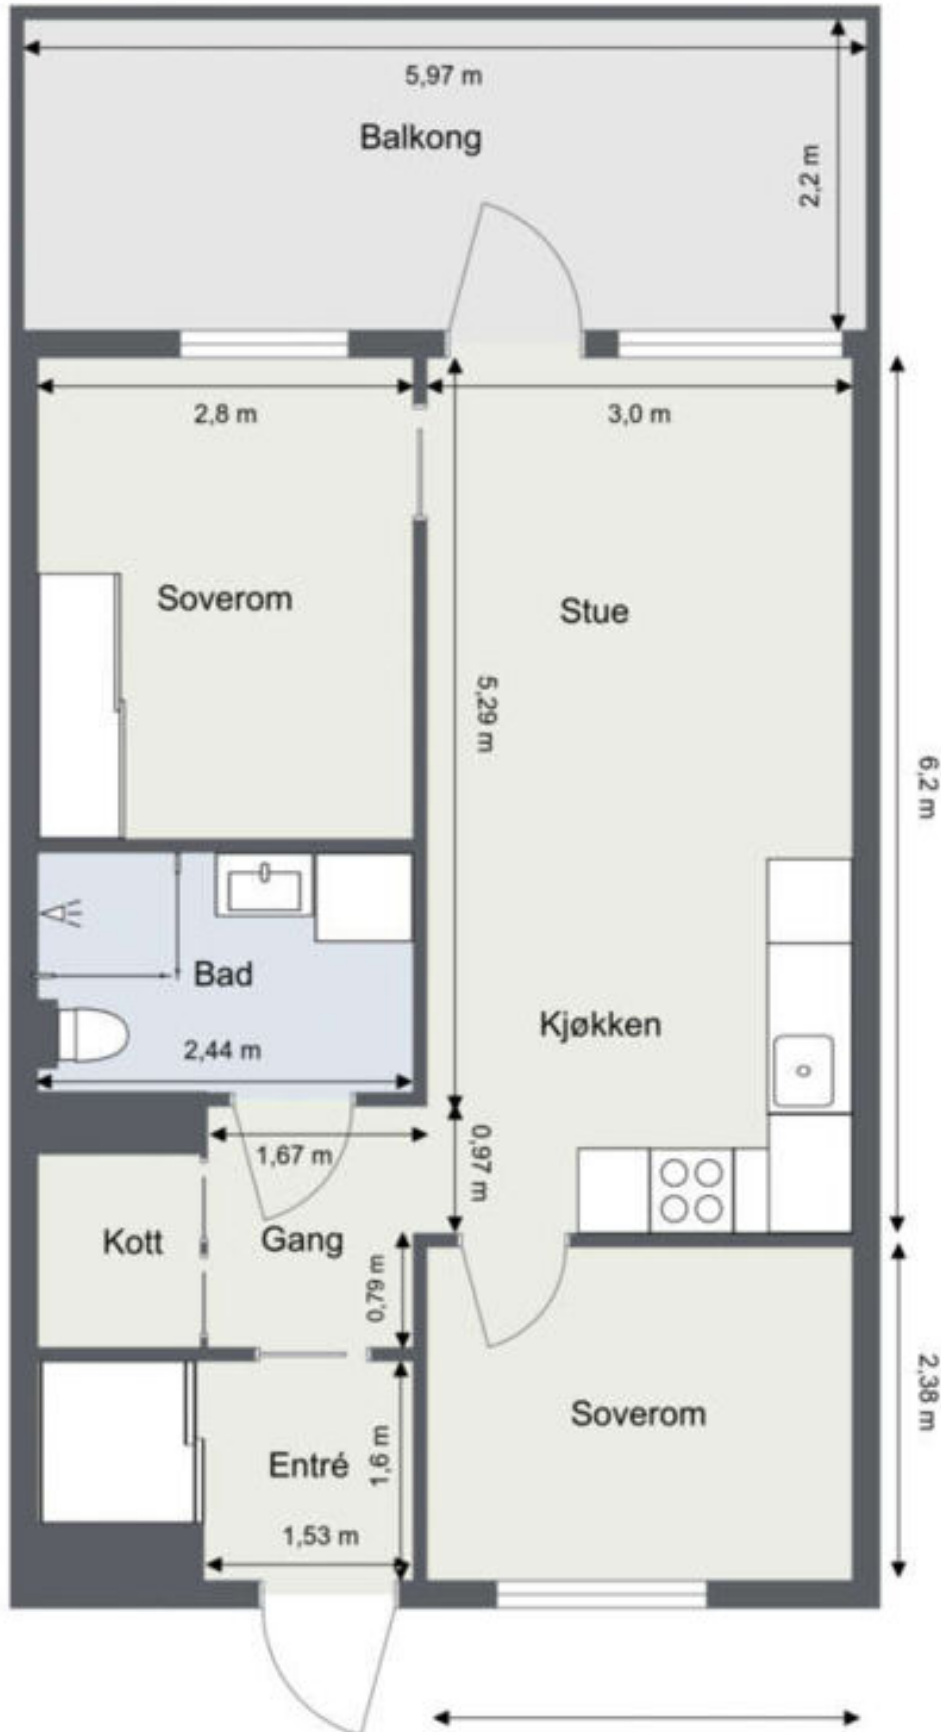 5,97 m
Balkong
2,2 m
2,8 m
3,0 m
Soverom
Stue
5,29 m
6,2 m
Bad
Kjøkken
2,44 m
1,67 m
0,97 m
Kott
Gang
0,79 m
2,38 m
Soverom
Entré
1,6 m
1,53 m